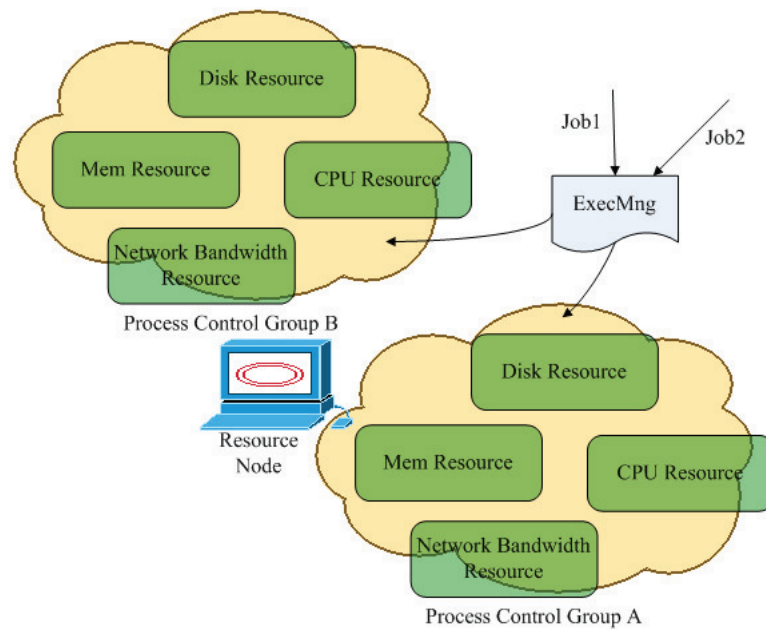 Disk Resource
Mem Resource
CPU Resource
Network Bandwidth
Resource
Process Control Group B
Job1
Job2
ExecMng
Resource
Node
Disk Resource
Mem Resource
CPU Resource
Network Bandwidth
Resource
Process Control Group A